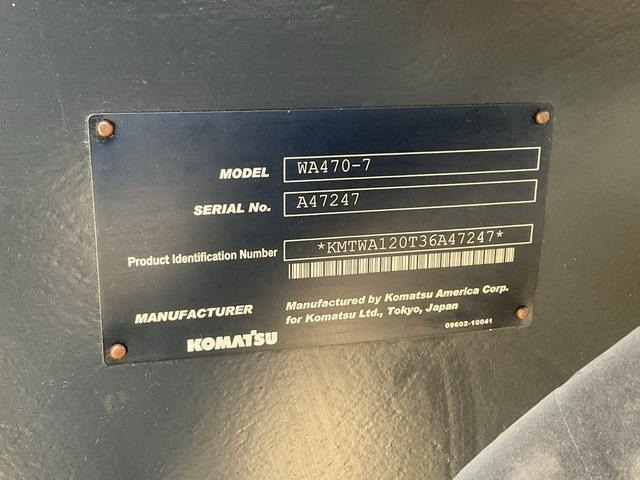 MODEL WA470-7
SERIAL No. A47247
Product Identification Number *KMTWA120T36A47247*
MANUFACTURER Manufactured by Komatsu America Corp.
for Komatsu Ltd., Tokyo, Japan
KOMATSU
09602-10041